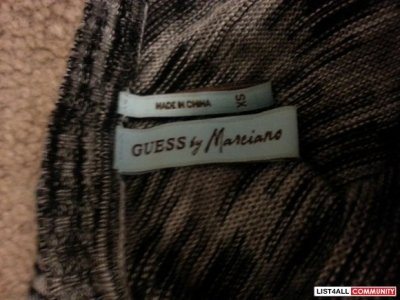 MADE IN CHINA XS
GUESS by Marciano
LIST4ALL COMMUNITY